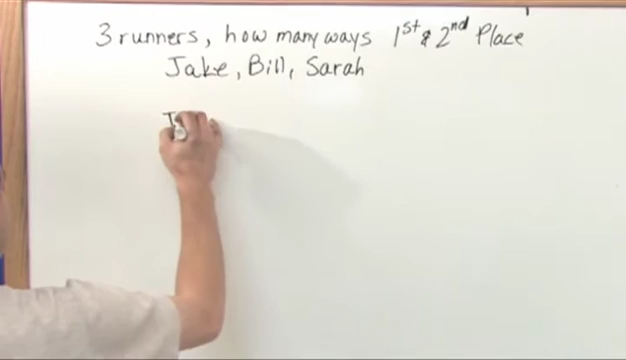 3 runners, how many ways 1st & 2nd Place
Jake, Bill, Sarah
J